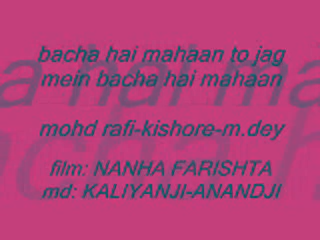 bacha hai mahaan to jag
mein bacha hai mahaan
mohd rafi-kishore-m.dey
film: NANHA FARISHTA
md: KALIYANJI-ANANDJI